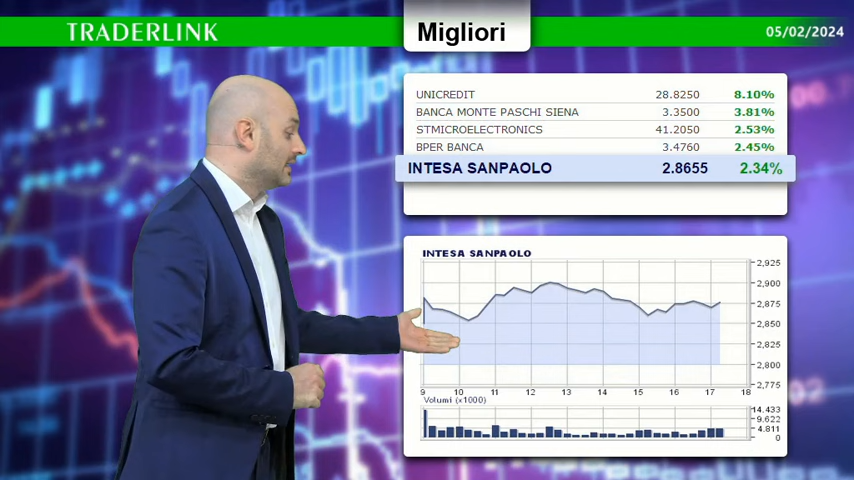 TRADERLINK
Migliori
05/02/2024
UNICREDIT 28.8250 8.10%
BANCA MONTE PASCHI SIENA 3.3500 3.81%
STMICROELECTRONICS 41.2050 2.53%
BPER BANCA 3.4760 2.45%
INTESA SANPAOLO 2.8655 2.34%
INTESA SANPAOLO
2,925
2,900
2,875
2,850
2,825
2,800
2,775
9 10 11 12 13 14 15 16 17 18
Volumi (x1000)
14.433
9.622
4.811
0